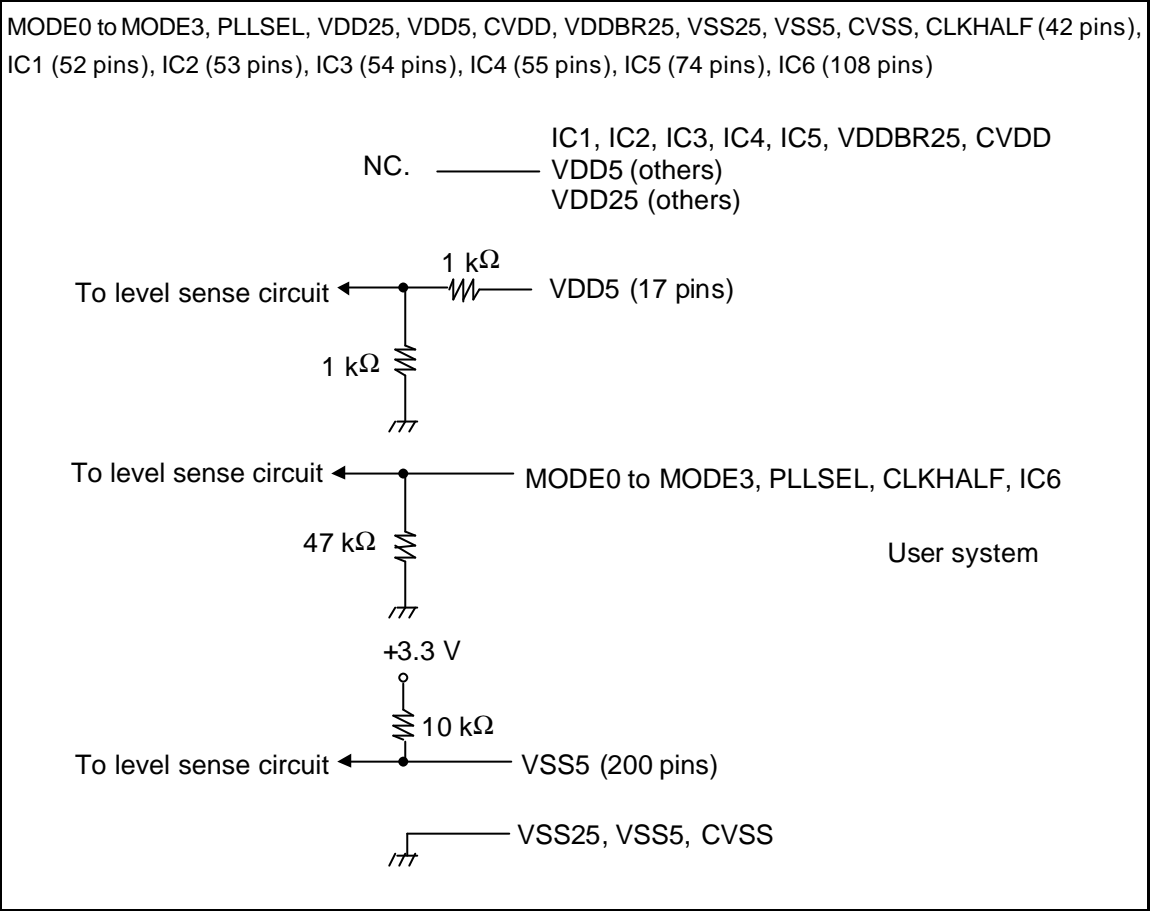 MODE0 to MODE3, PLLSEL, VDD25, VDD5, CVDD, VDDBR25, VSS25, VSS5, CVSS, CLKHALF (42 pins),
IC1 (52 pins), IC2 (53 pins), IC3 (54 pins), IC4 (55 pins), IC5 (74 pins), IC6 (108 pins)
IC1, IC2, IC3, IC4, IC5, VDDBR25, CVDD
NC.
VDD5 (others)
VDD25 (others)
1 kΩ
To level sense circuit
VDD5 (17 pins)
1 kΩ
To level sense circuit
MODE0 to MODE3, PLLSEL, CLKHALF, IC6
47 kΩ
User system
+3.3 V
10 kΩ
To level sense circuit
VSS5 (200 pins)
VSS25, VSS5, CVSS